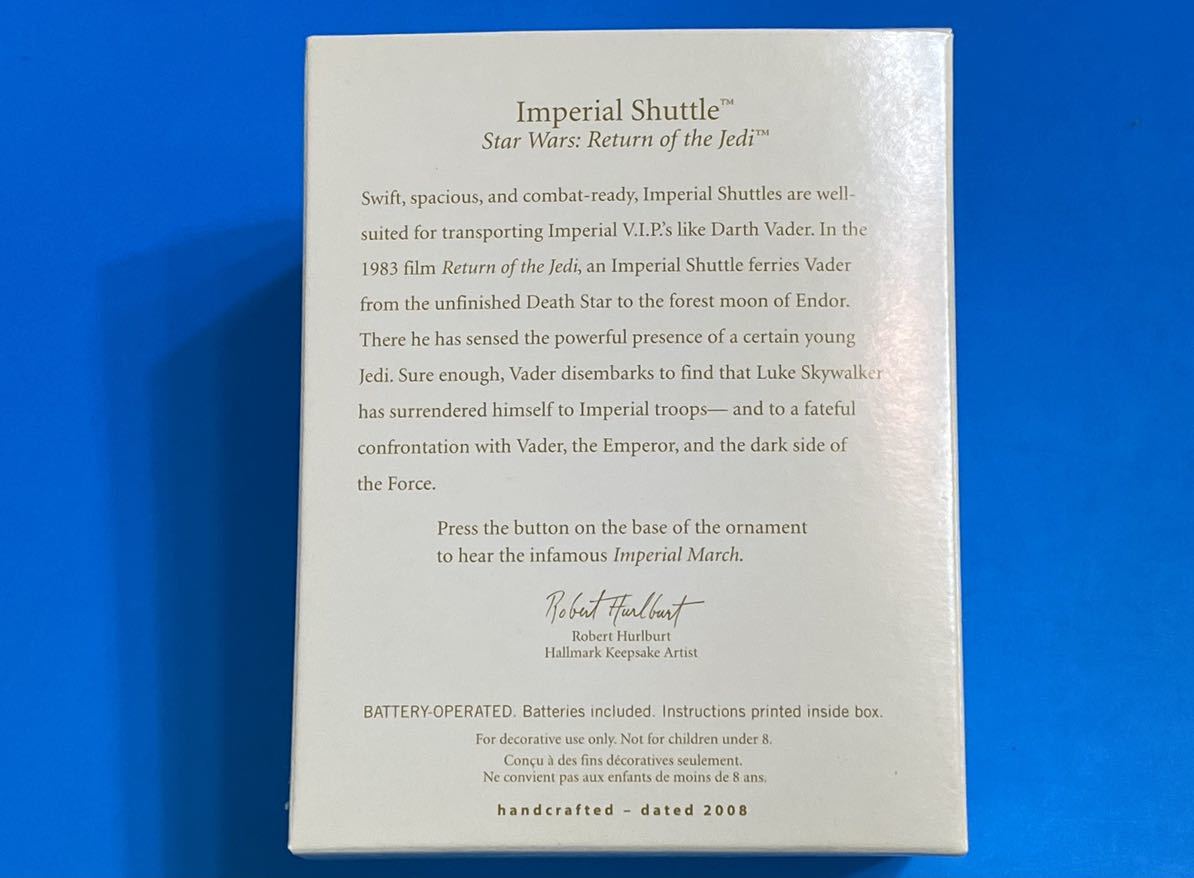 Imperial Shuttle™
Star Wars: Return of the Jedi™
Swift, spacious, and combat-ready, Imperial Shuttles are well-
suited for transporting Imperial V.I.P.'s like Darth Vader. In the
1983 film Return of the Jedi, an Imperial Shuttle ferries Vader
from the unfinished Death Star to the forest moon of Endor.
There he has sensed the powerful presence of a certain young
Jedi. Sure enough, Vader disembarks to find that Luke Skywalker
has surrendered himself to Imperial troops— and to a fateful
confrontation with Vader, the Emperor, and the dark side of
the Force.
Press the button on the base of the ornament
to hear the infamous Imperial March.
Robert Hurlburt
Robert Hurlburt
Hallmark Keepsake Artist
BATTERY-OPERATED. Batteries included. Instructions printed inside box.
For decorative use only. Not for children under 8.
Conçu à des fins décoratives seulement.
Ne convient pas aux enfants de moins de 8 ans.
handcrafted – dated 2008